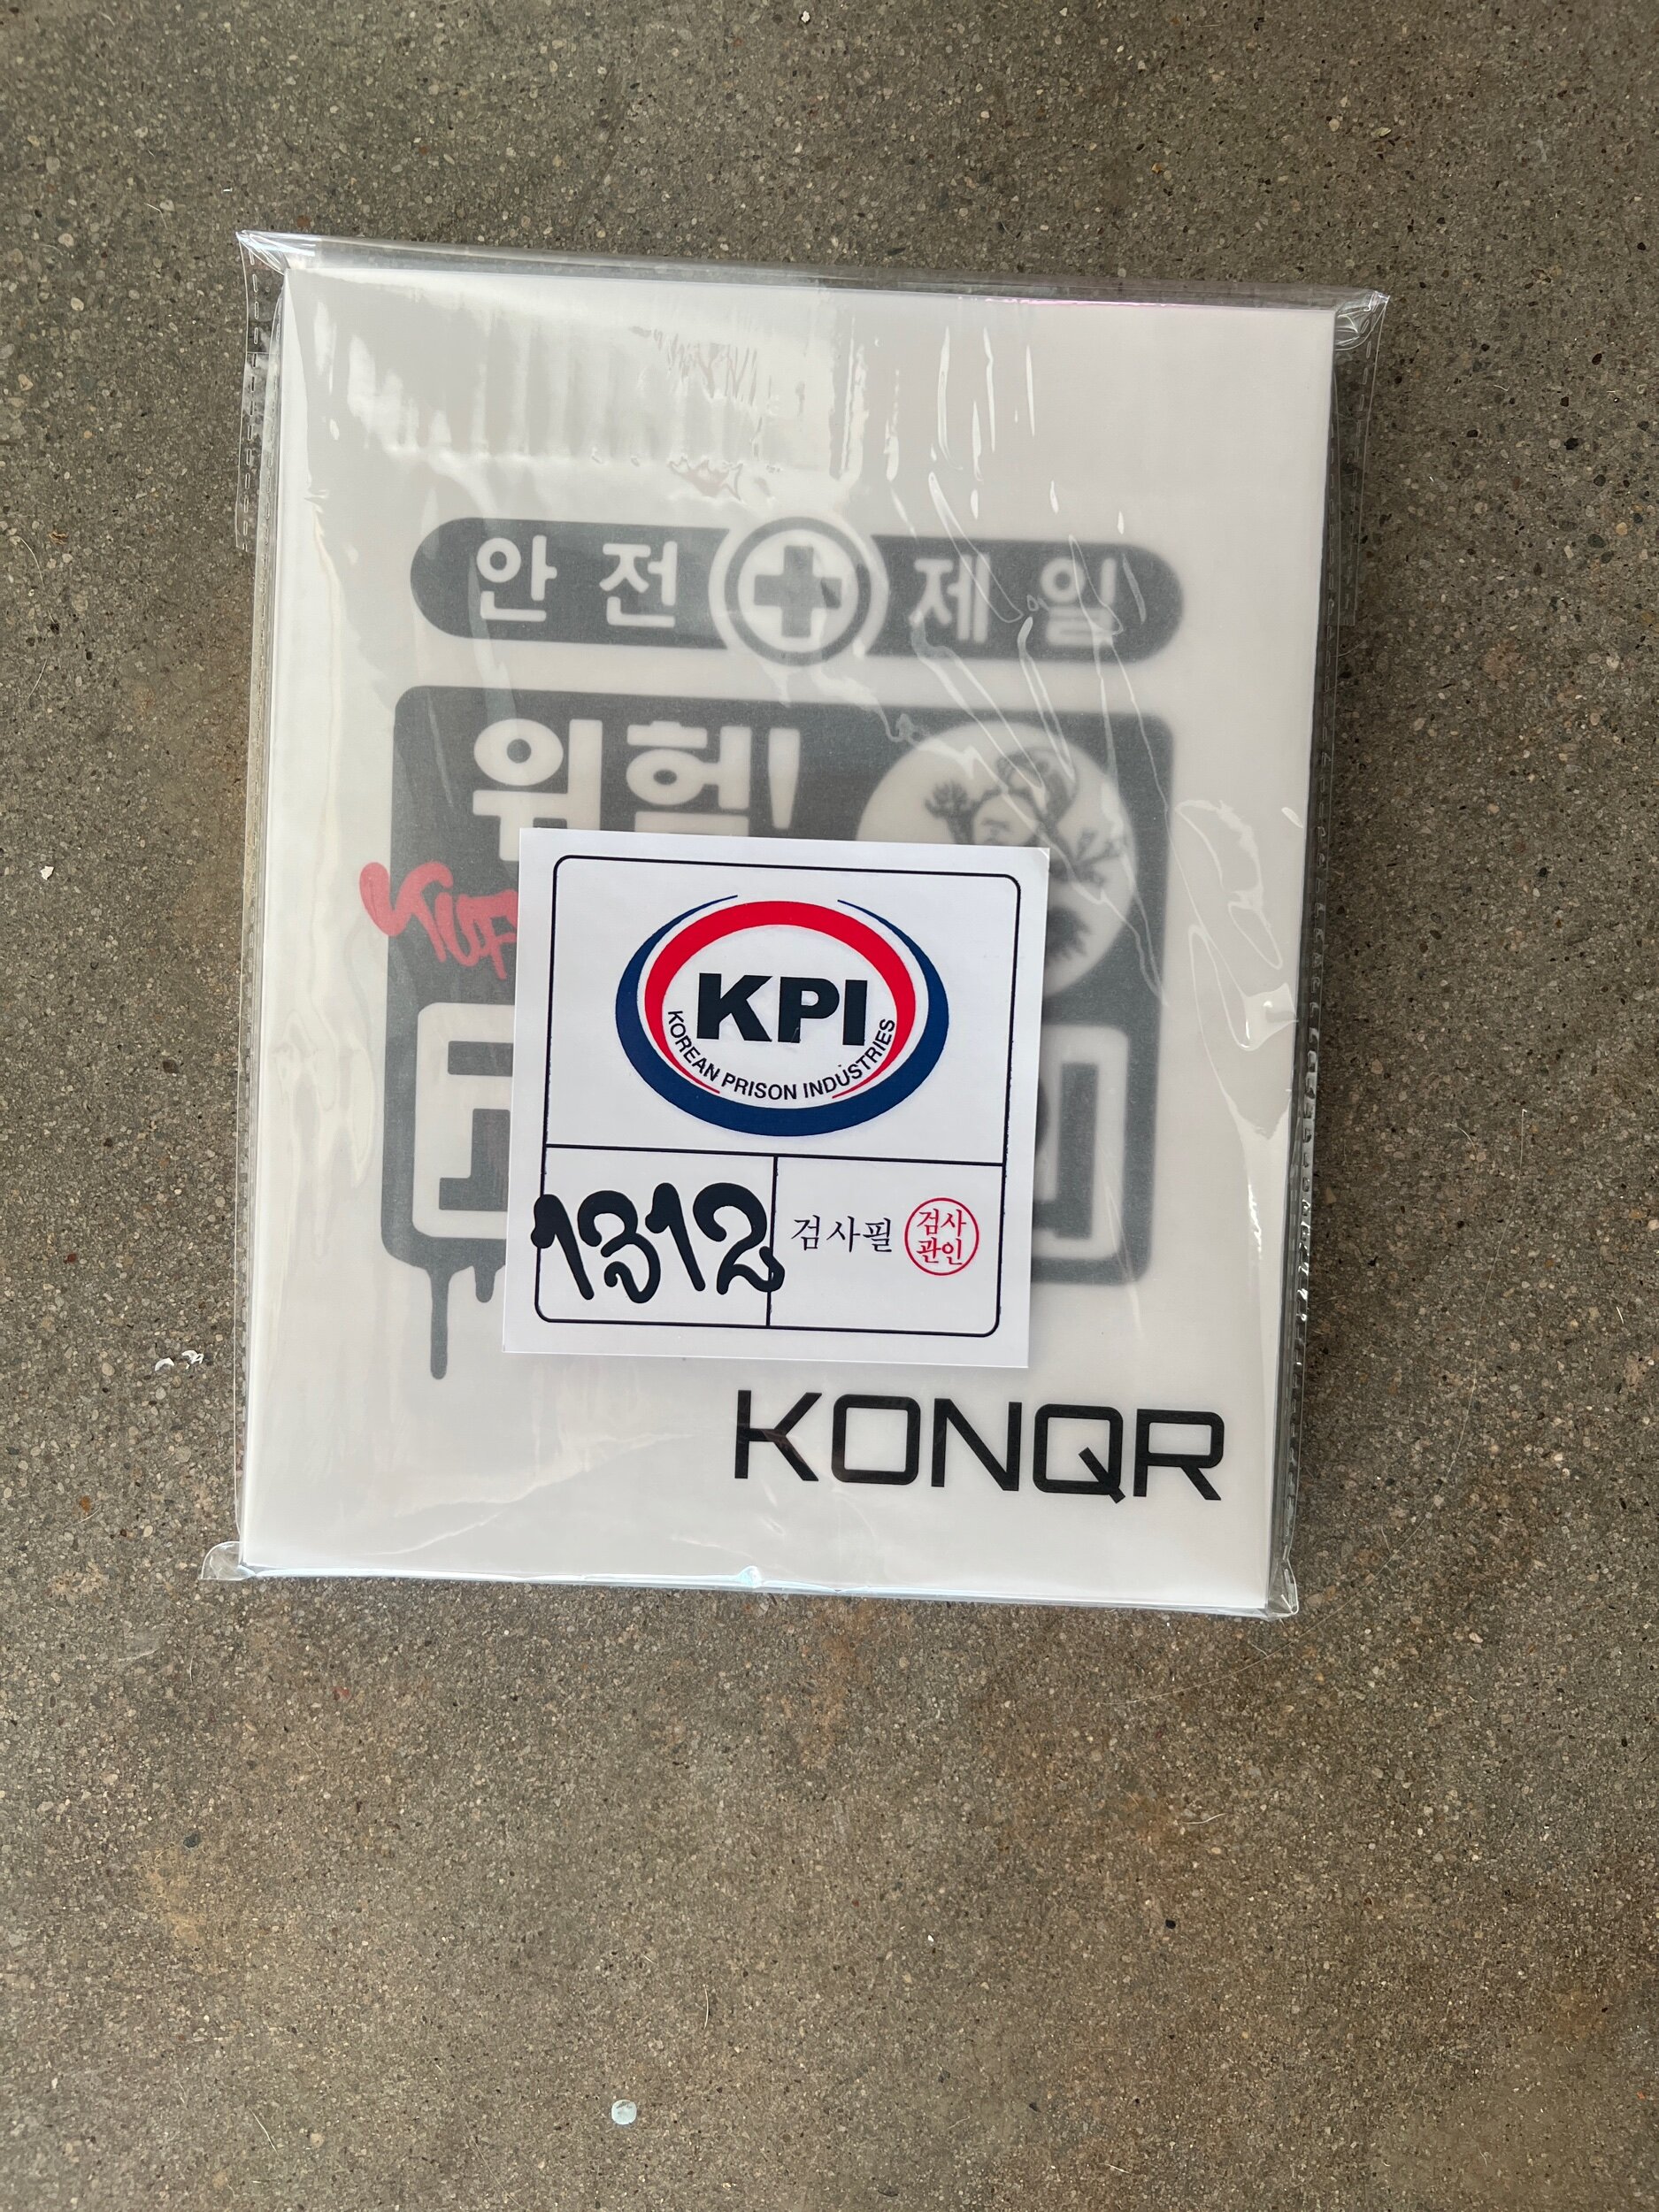 안전제일
위험!
KPI
KOREAN PRISON INDUSTRIES
1312
검사필
검사
관인
KONQR